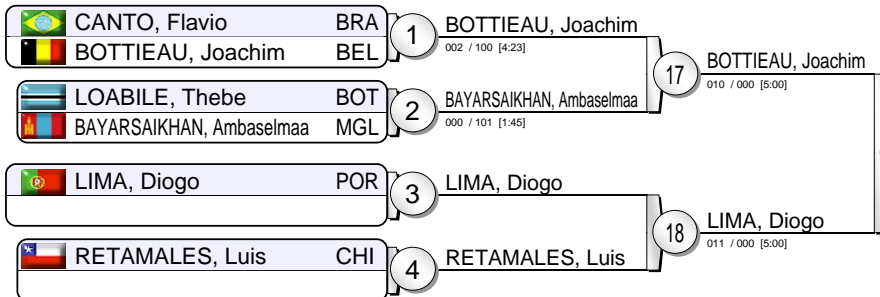 CANTO, Flavio BRA
BOTTIEAU, Joachim BEL
1
BOTTIEAU, Joachim
002 / 100 [4:23]
LOABILE, Thebe BOT
BAYARSAIKHAN, Ambaselmaa MGL
2
BAYARSAIKHAN, Ambaselmaa
000 / 101 [1:45]
17
BOTTIEAU, Joachim
010 / 000 [5:00]
LIMA, Diogo POR
3
LIMA, Diogo
RETAMALES, Luis CHI
4
RETAMALES, Luis
18
LIMA, Diogo
011 / 000 [5:00]